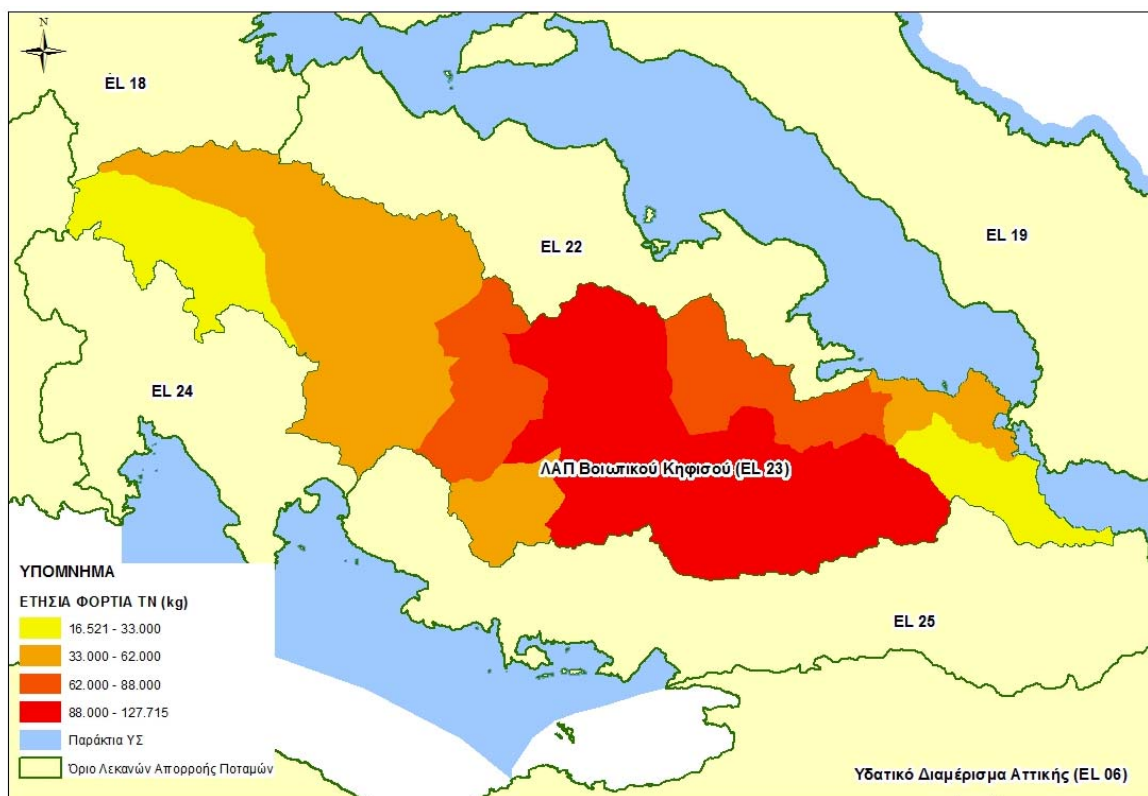 N
EL 18
EL 22
EL 19
EL 24
ΛΑΠ Βοιωτικού Κηφισού (EL 23)
EL 25
ΥΠΟΜΝΗΜΑ
ΕΤΗΣΙΑ ΦΟΡΤΙΑ TN (kg)
16.521 - 33.000
33.000 - 62.000
62.000 - 88.000
88.000 - 127.715
Παράκτια ΥΣ
Όριο Λεκανών Απορροής Ποταμών
Υδατικό Διαμέρισμα Αττικής (EL 06)